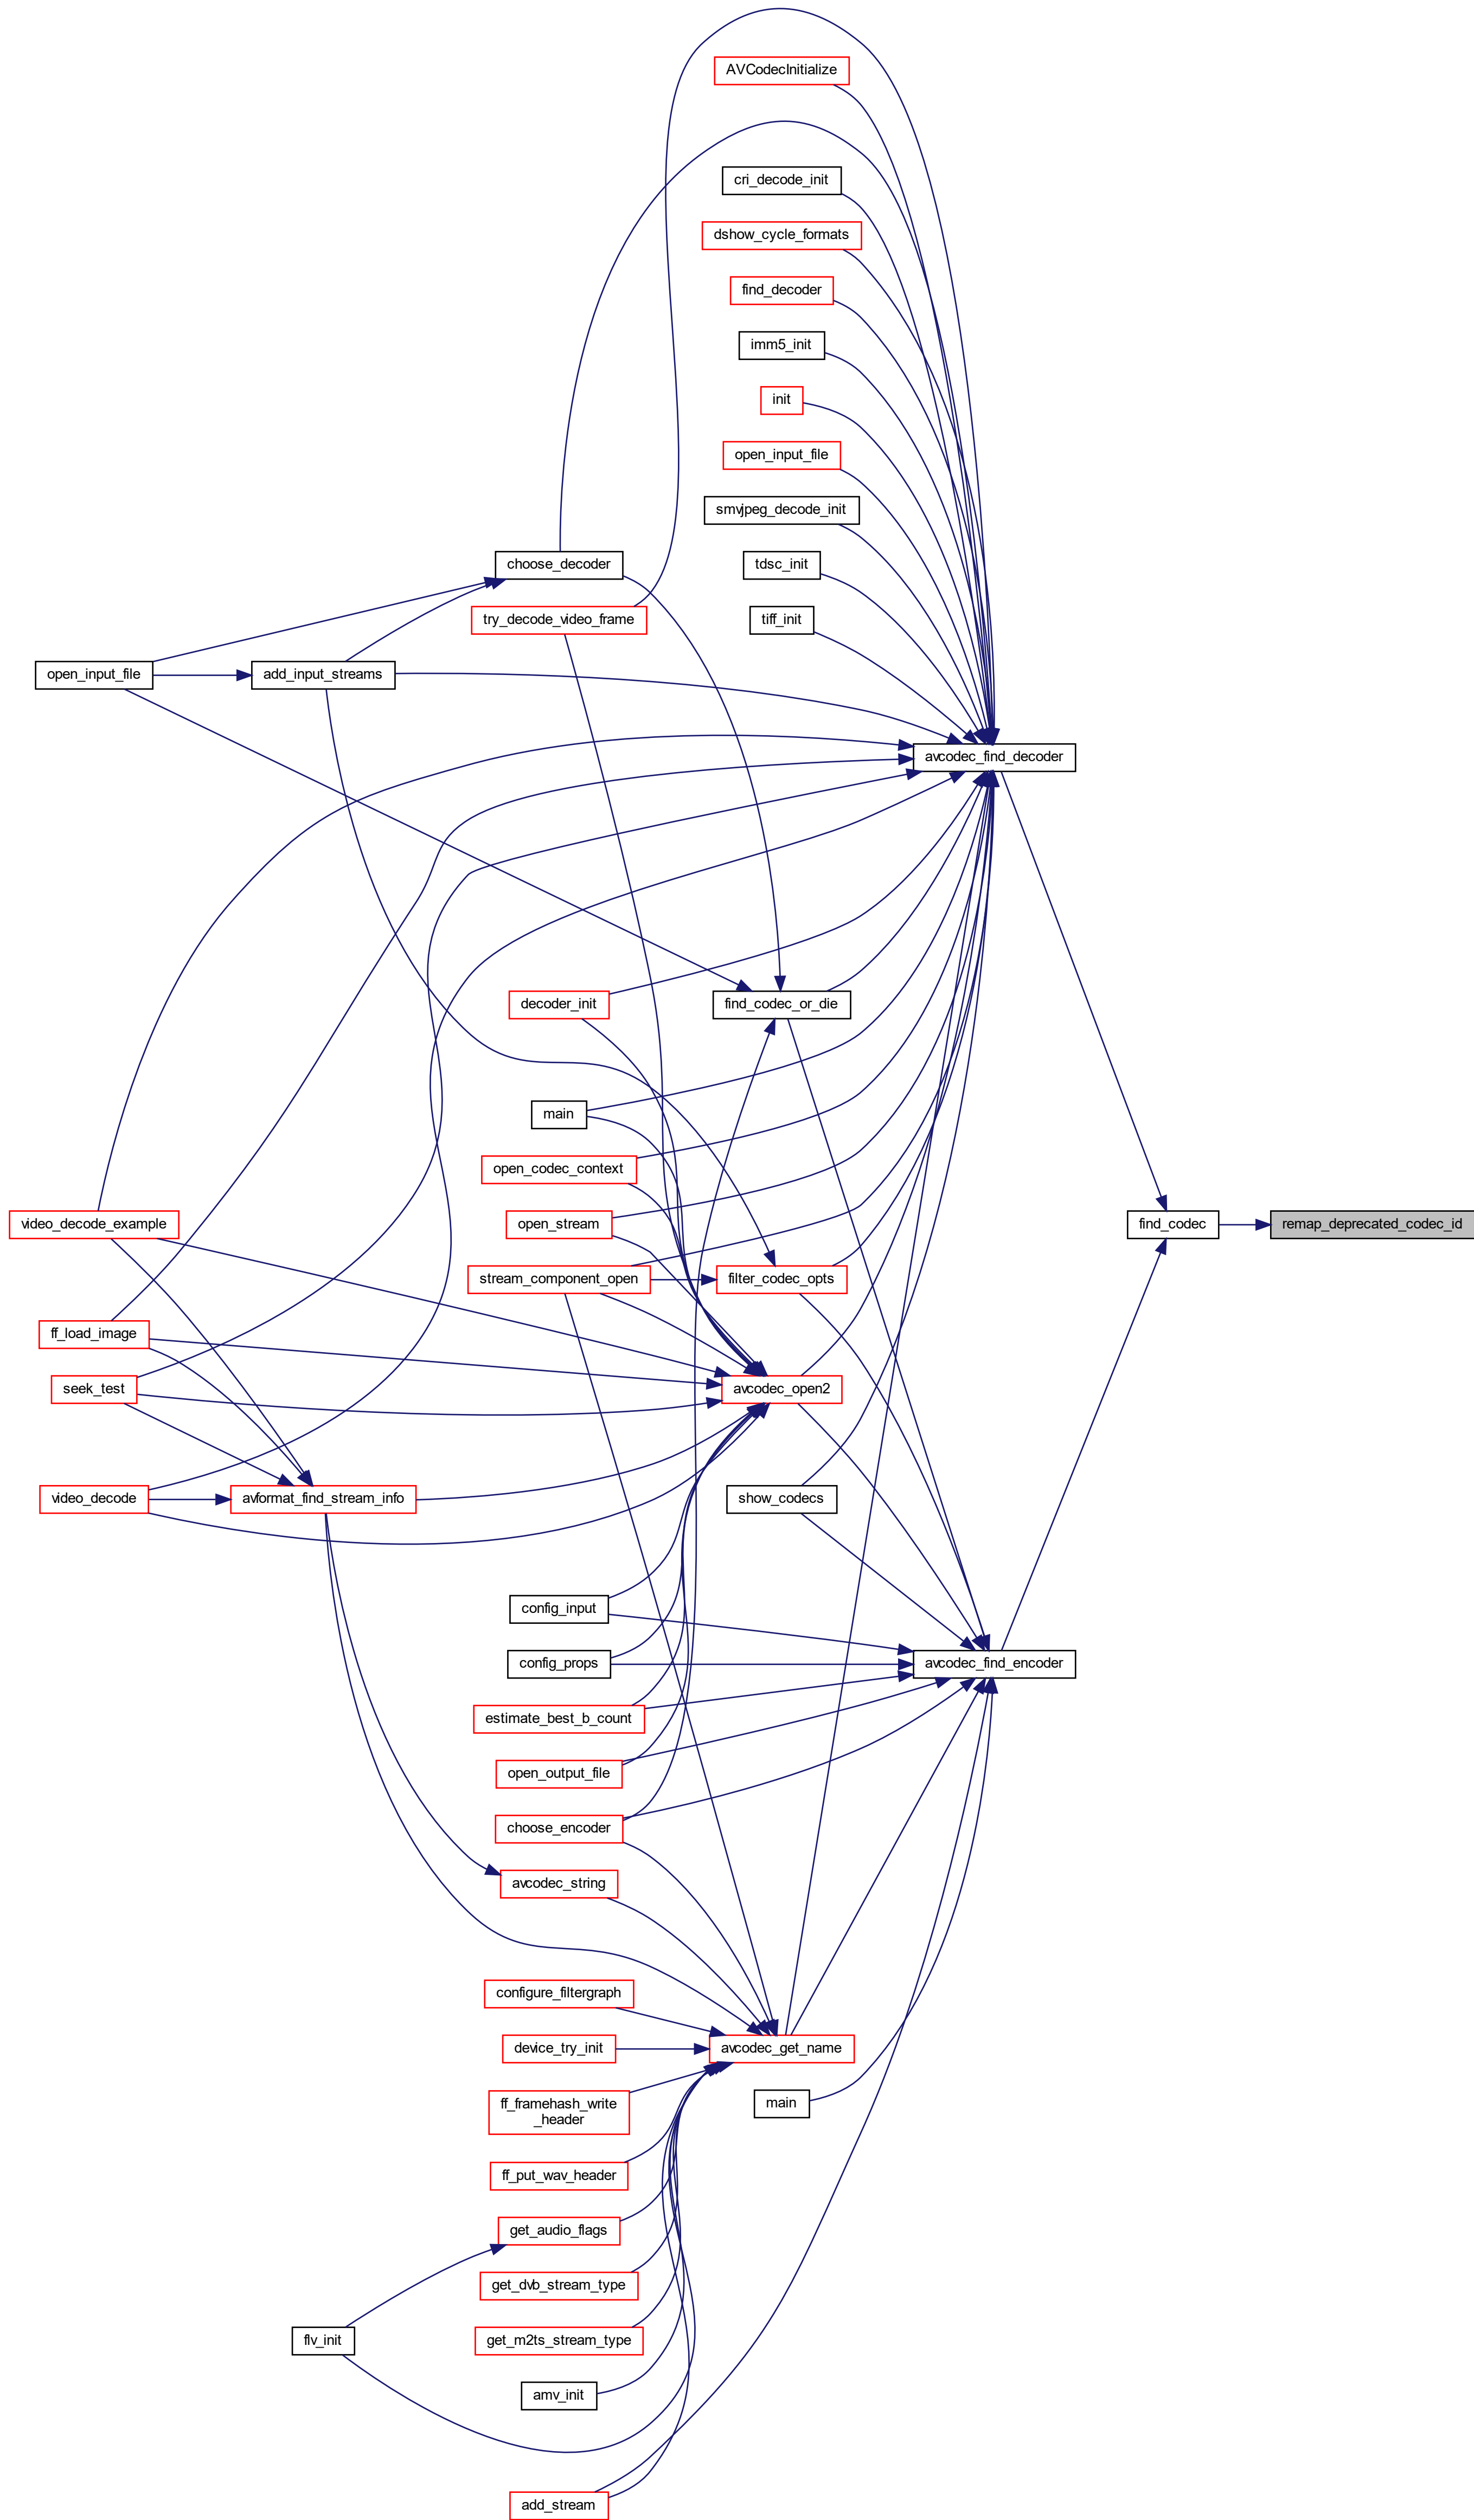 AVCodecInitialize
cri_decode_init
dshow_cycle_formats
find_decoder
imm5_init
init
open_input_file
smvjpeg_decode_init
tdsc_init
choose_decoder
try_decode_video_frame
tiff_init
open_input_file
add_input_streams
avcodec_find_decoder
decoder_init
find_codec_or_die
main
open_codec_context
video_decode_example
open_stream
find_codec
remap_deprecated_codec_id
stream_component_open
filter_codec_opts
ff_load_image
seek_test
avcodec_open2
video_decode
avformat_find_stream_info
show_codecs
config_input
config_props
avcodec_find_encoder
estimate_best_b_count
open_output_file
choose_encoder
avcodec_string
configure_filtergraph
device_try_init
avcodec_get_name
ff_framehash_write
_header
main
ff_put_wav_header
get_audio_flags
get_dvb_stream_type
flv_init
get_m2ts_stream_type
amv_init
add_stream